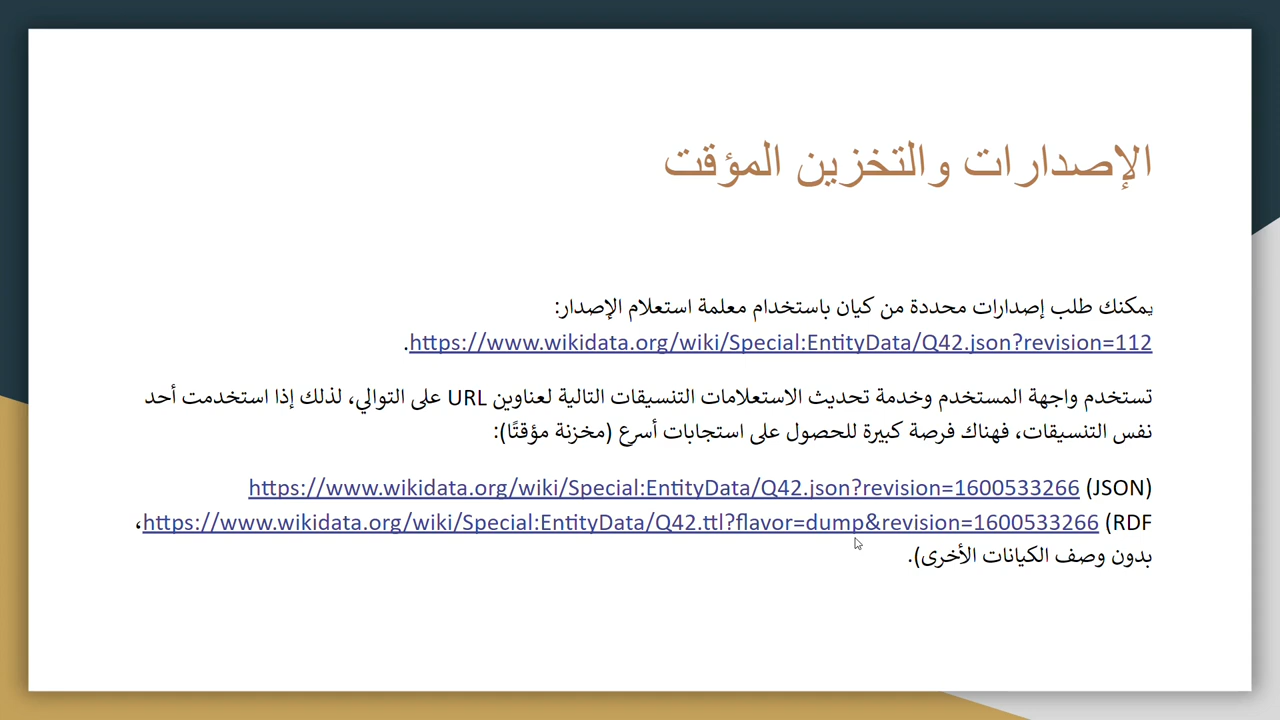 الإصدارات والتخزين المؤقت
يمكنك طلب إصدارات محددة من كيان باستخدام معلمة استعلام الإصدار:
https://www.wikidata.org/wiki/Special:EntityData/Q42.json?revision=112.
تستخدم واجهة المستخدم وخدمة تحديث الاستعلامات التنسيقات التالية لعناوين URL على التوالي، لذلك إذا استخدمت أحد
نفس التنسيقات، فهناك فرصة كبيرة للحصول على استجابات أسرع (مخزنة مؤقتًا):
https://www.wikidata.org/wiki/Special:EntityData/Q42.json?revision=1600533266 (JSON)
https://www.wikidata.org/wiki/Special:EntityData/Q42.ttl?flavor=dump&revision=1600533266 (RDF،
بدون وصف الكيانات الأخرى).